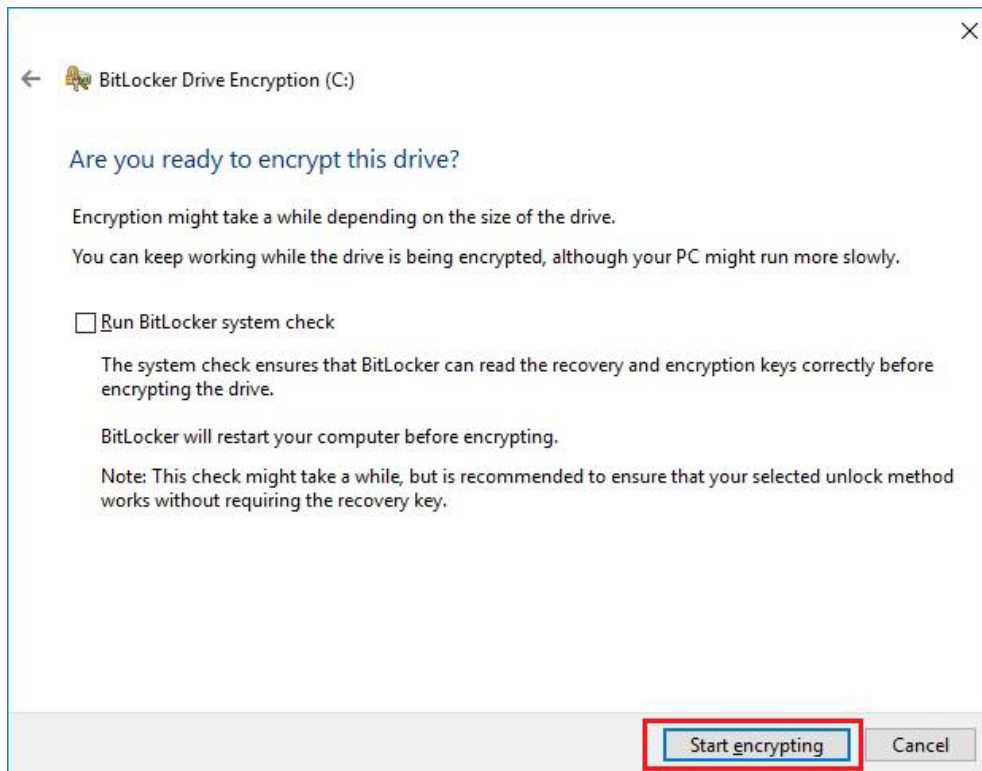 BitLocker Drive Encryption (C:)
Are you ready to encrypt this drive?
Encryption might take a while depending on the size of the drive.
You can keep working while the drive is being encrypted, although your PC might run more slowly.
Run BitLocker system check
The system check ensures that BitLocker can read the recovery and encryption keys correctly before
encrypting the drive.
BitLocker will restart your computer before encrypting.
Note: This check might take a while, but is recommended to ensure that your selected unlock method
works without requiring the recovery key.
Start encrypting Cancel